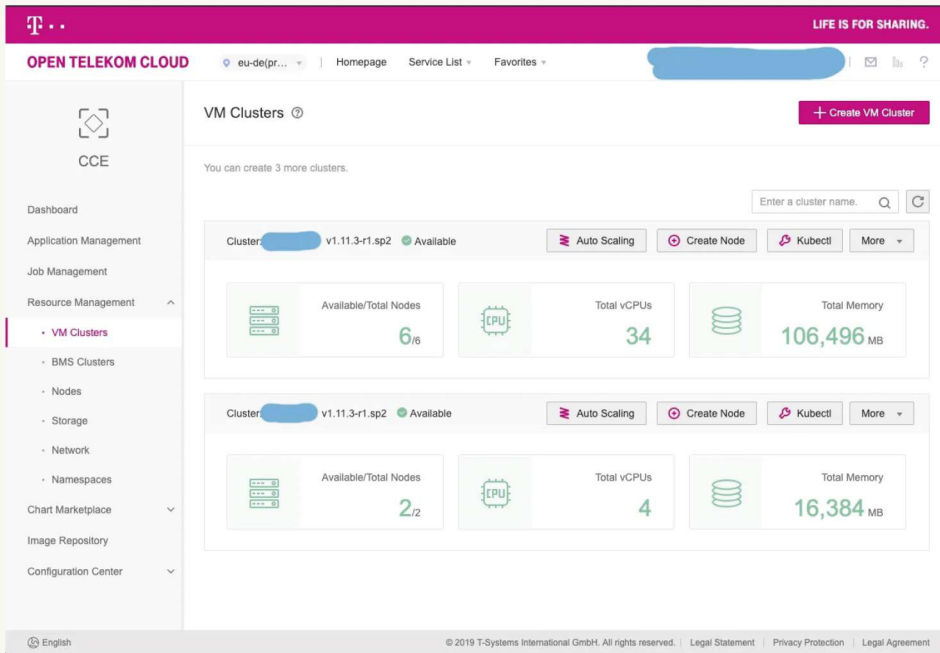 T
LIFE IS FOR SHARING.
OPEN TELEKOM CLOUD
eu-de(pr...
Homepage
Service List
Favorites
CCE
Dashboard
Application Management
Job Management
Resource Management
VM Clusters
BMS Clusters
Nodes
Storage
Network
Namespaces
Chart Marketplace
Image Repository
Configuration Center
VM Clusters
Create VM Cluster
You can create 3 more clusters.
Enter a cluster name.
Cluster: v1.11.3-r1.sp2 Available
Auto Scaling
Create Node
Kubectl
More
Available/Total Nodes
6/6
Total vCPUs
34
CPU
Total Memory
106,496 MB
Cluster: v1.11.3-r1.sp2 Available
Auto Scaling
Create Node
Kubectl
More
Available/Total Nodes
2/2
Total vCPUs
4
CPU
Total Memory
16,384 MB
English
© 2019 T-Systems International GmbH. All rights reserved. | Legal Statement | Privacy Protection | Legal Agreement